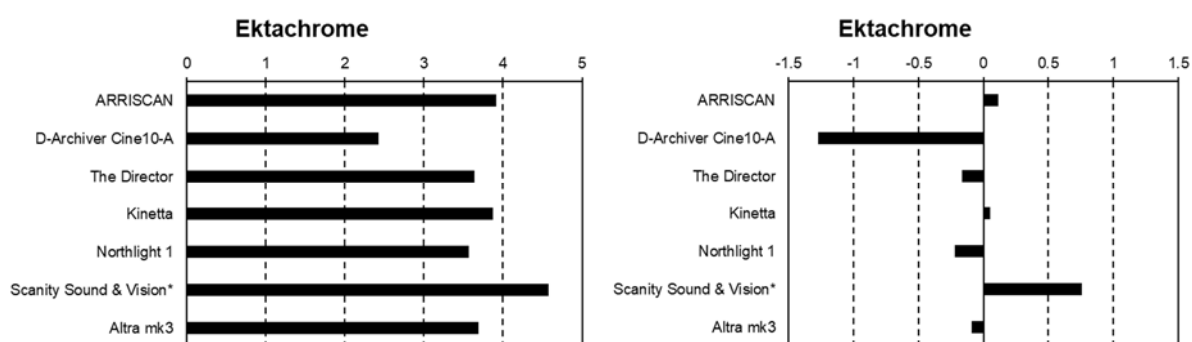 Ektachrome
0 1 2 3 4 5
ARRISCAN
D-Archiver Cine10-A
The Director
Kinetta
Northlight 1
Scanity Sound & Vision*
Altra mk3
Ektachrome
-1.5 -1 -0.5 0 0.5 1 1.5
ARRISCAN
D-Archiver Cine10-A
The Director
Kinetta
Northlight 1
Scanity Sound & Vision*
Altra mk3